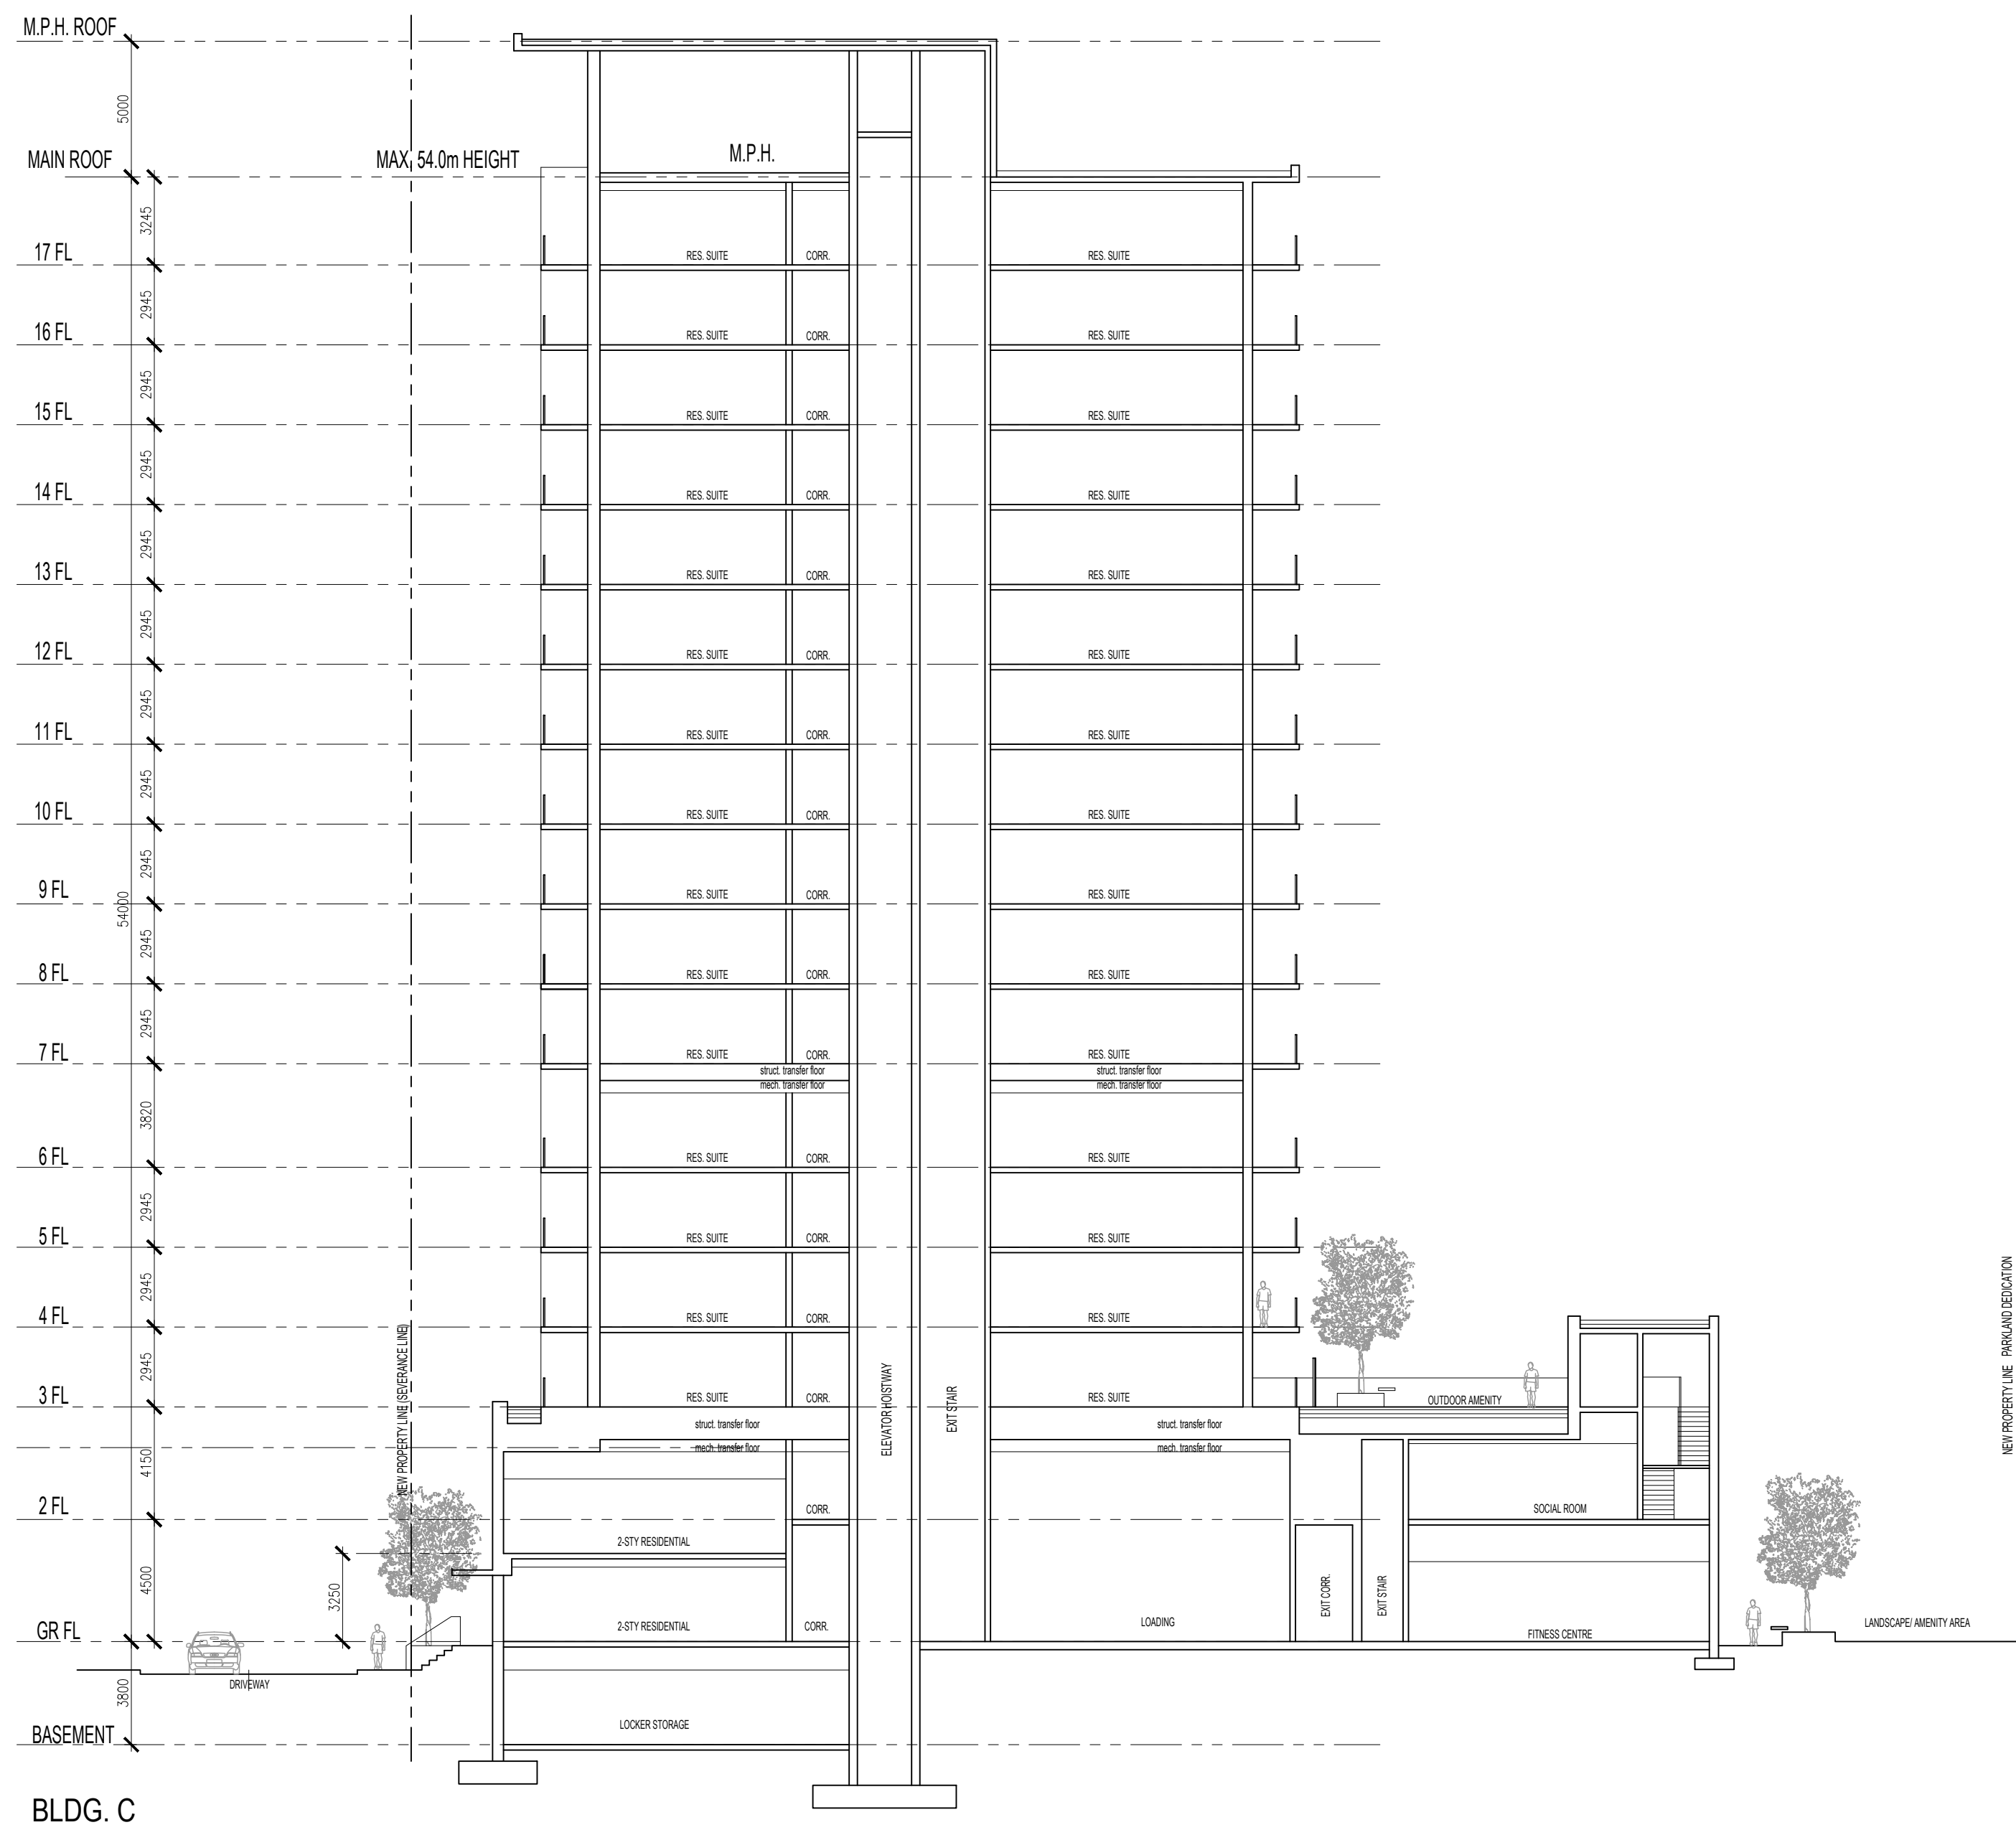 M.P.H. ROOF
5000
MAIN ROOF
MAX. 54.0m HEIGHT
M.P.H.
3245
17 FL
RES. SUITE
CORR.
RES. SUITE
2945
16 FL
RES. SUITE
CORR.
RES. SUITE
2945
15 FL
RES. SUITE
CORR.
RES. SUITE
2945
14 FL
RES. SUITE
CORR.
RES. SUITE
2945
13 FL
RES. SUITE
CORR.
RES. SUITE
2945
12 FL
RES. SUITE
CORR.
RES. SUITE
2945
11 FL
RES. SUITE
CORR.
RES. SUITE
2945
10 FL
RES. SUITE
CORR.
RES. SUITE
2945
9 FL
RES. SUITE
CORR.
RES. SUITE
54000
2945
8 FL
RES. SUITE
CORR.
RES. SUITE
2945
7 FL
RES. SUITE
CORR.
RES. SUITE
struct. transfer floor
struct. transfer floor
mech. transfer floor
mech. transfer floor
3820
6 FL
RES. SUITE
CORR.
RES. SUITE
2945
5 FL
RES. SUITE
CORR.
RES. SUITE
2945
4 FL
RES. SUITE
CORR.
RES. SUITE
2945
3 FL
RES. SUITE
CORR.
RES. SUITE
OUTDOOR AMENITY
NEW PROPERTY LINE (SEVERANCE LINE)
ELEVATOR HOISTWAY
EXIT STAIR
NEW PROPERTY LINE PARKLAND DEDICATION
struct. transfer floor
struct. transfer floor
mech. transfer floor
mech. transfer floor
4150
2 FL
CORR.
SOCIAL ROOM
2-STY RESIDENTIAL
4500
3250
EXIT CORR.
EXIT STAIR
GR FL
2-STY RESIDENTIAL
CORR.
LOADING
FITNESS CENTRE
LANDSCAPE/ AMENITY AREA
DRIVEWAY
3800
LOCKER STORAGE
BASEMENT
BLDG. C